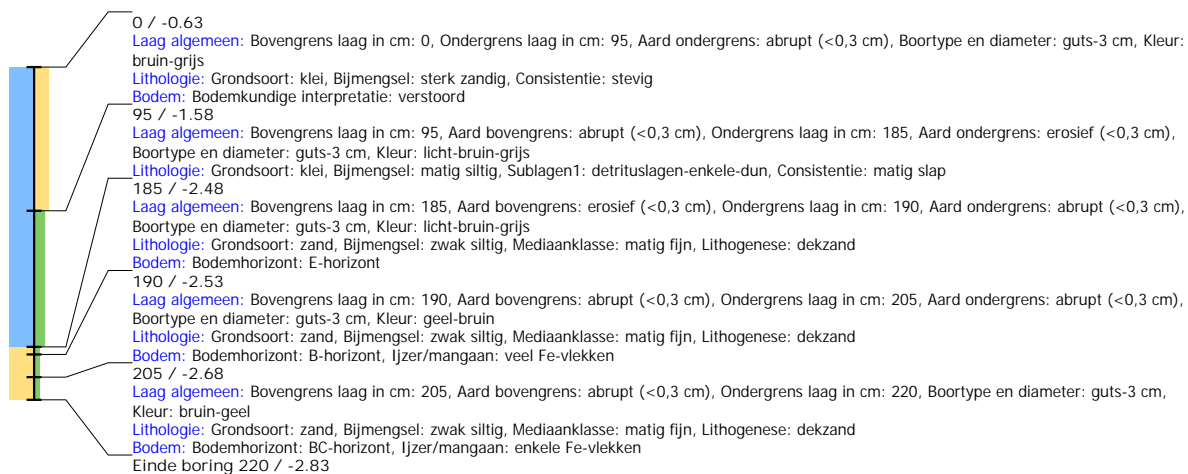 0 / -0.63
Laag algemeen: Bovengrens laag in cm: 0, Ondergrens laag in cm: 95, Aard ondergrens: abrupt (<0,3 cm), Boortype en diameter: guts-3 cm, Kleur:
bruin-grijs
Lithologie: Grondsoort: klei, Bijmengsel: sterk zandig, Consistentie: stevig
Bodem: Bodemkundige interpretatie: verstoord
95 / -1.58
Laag algemeen: Bovengrens laag in cm: 95, Aard bovengrens: abrupt (<0,3 cm), Ondergrens laag in cm: 185, Aard ondergrens: erosief (<0,3 cm),
Boortype en diameter: guts-3 cm, Kleur: licht-bruin-grijs
Lithologie: Grondsoort: klei, Bijmengsel: matig siltig, Sublagen1: detrituslagen-enkele-dun, Consistentie: matig slap
185 / -2.48
Laag algemeen: Bovengrens laag in cm: 185, Aard bovengrens: erosief (<0,3 cm), Ondergrens laag in cm: 190, Aard ondergrens: abrupt (<0,3 cm),
Boortype en diameter: guts-3 cm, Kleur: licht-bruin-grijs
Lithologie: Grondsoort: zand, Bijmengsel: zwak siltig, Mediaanklasse: matig fijn, Lithogenese: dekzand
Bodem: Bodemhorizont: E-horizont
190 / -2.53
Laag algemeen: Bovengrens laag in cm: 190, Aard bovengrens: abrupt (<0,3 cm), Ondergrens laag in cm: 205, Aard ondergrens: abrupt (<0,3 cm),
Boortype en diameter: guts-3 cm, Kleur: geel-bruin
Lithologie: Grondsoort: zand, Bijmengsel: zwak siltig, Mediaanklasse: matig fijn, Lithogenese: dekzand
Bodem: Bodemhorizont: B-horizont, Ijzer/mangaan: veel Fe-vlekken
205 / -2.68
Laag algemeen: Bovengrens laag in cm: 205, Aard bovengrens: abrupt (<0,3 cm), Ondergrens laag in cm: 220, Boortype en diameter: guts-3 cm,
Kleur: bruin-geel
Lithologie: Grondsoort: zand, Bijmengsel: zwak siltig, Mediaanklasse: matig fijn, Lithogenese: dekzand
Bodem: Bodemhorizont: BC-horizont, Ijzer/mangaan: enkele Fe-vlekken
Einde boring 220 / -2.83